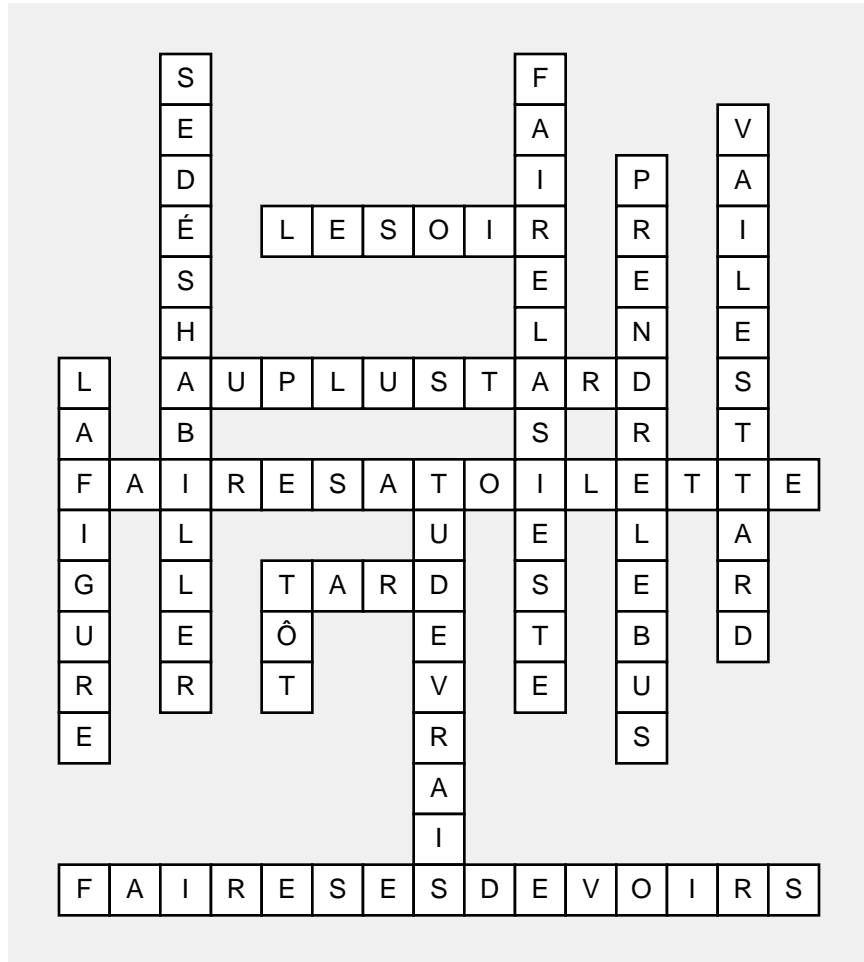 SEDÉSHABILLER
FAIRELASIESTE
VAILESTTARD
PRENDRELEBUS
LESOIR
LAFIGURE
AUPLUSTARD
FAIRESATOILETTE
TUDEVRAIS
TARD
TÔT
FAIRESESDEVOIRS